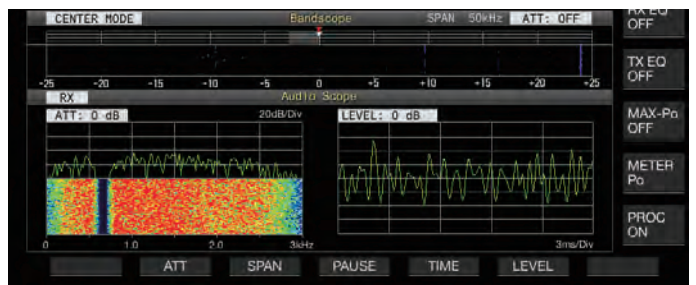 CENTER MODE Bandscope SPAN 50kHz ATT: OFF
-25 -20 -15 -10 -5 0 +5 +10 +15 +20 +25
RX Audio Scope
ATT: 0 dB 20dB/Div LEVEL: 0 dB
0 1.0 2.0 3kHz 3ms/Div
ATT SPAN PAUSE TIME LEVEL
RX EQ
OFF
TX EQ
OFF
MAX-Po
OFF
METER
Po
PROC
ON